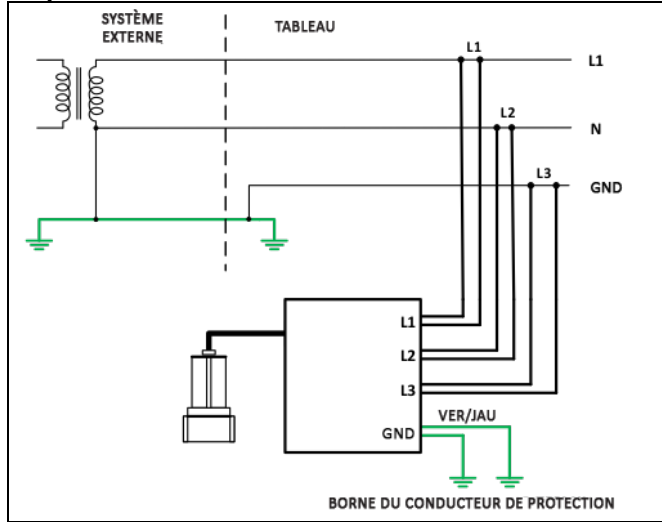 SYSTÈME
EXTERNE
TABLEAU
L1
L1
L2
N
L3
GND
L1
L2
L3
VER/JAU
GND
BORNE DU CONDUCTEUR DE PROTECTION